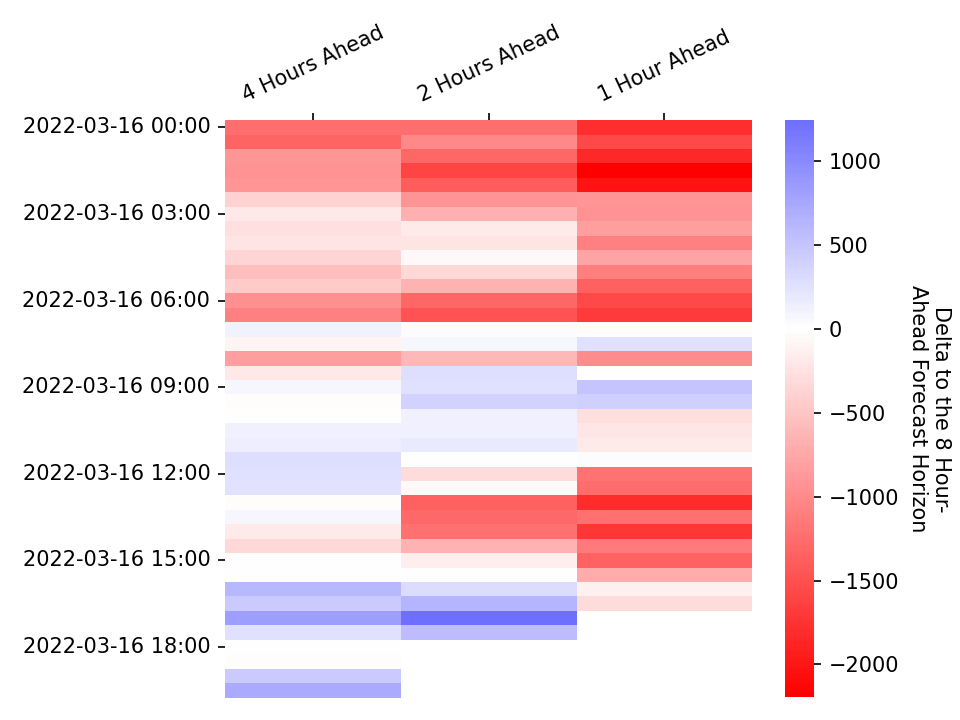 4 Hours Ahead
2 Hours Ahead
1 Hour Ahead
2022-03-16 00:00
2022-03-16 03:00
2022-03-16 06:00
2022-03-16 09:00
2022-03-16 12:00
2022-03-16 15:00
2022-03-16 18:00
1000
500
0
−500
−1000
−1500
−2000
Delta to the 8 Hour-
Ahead Forecast Horizon